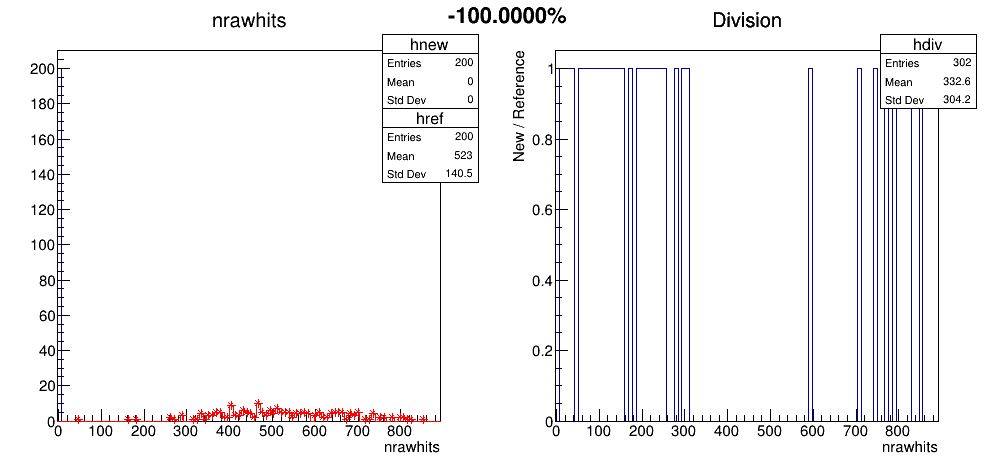 -100.0000%
nrawhits
hnew
Entries 200
Mean 0
Std Dev 0
href
Entries 200
Mean 523
Std Dev 140.5
200
180
160
140
120
100
80
60
40
20
0
0 100 200 300 400 500 600 700 800
nrawhits
Division
hdiv
Entries 302
Mean 332.6
Std Dev 304.2
New / Reference
1
0.8
0.6
0.4
0.2
0
0 100 200 300 400 500 600 700 800
nrawhits